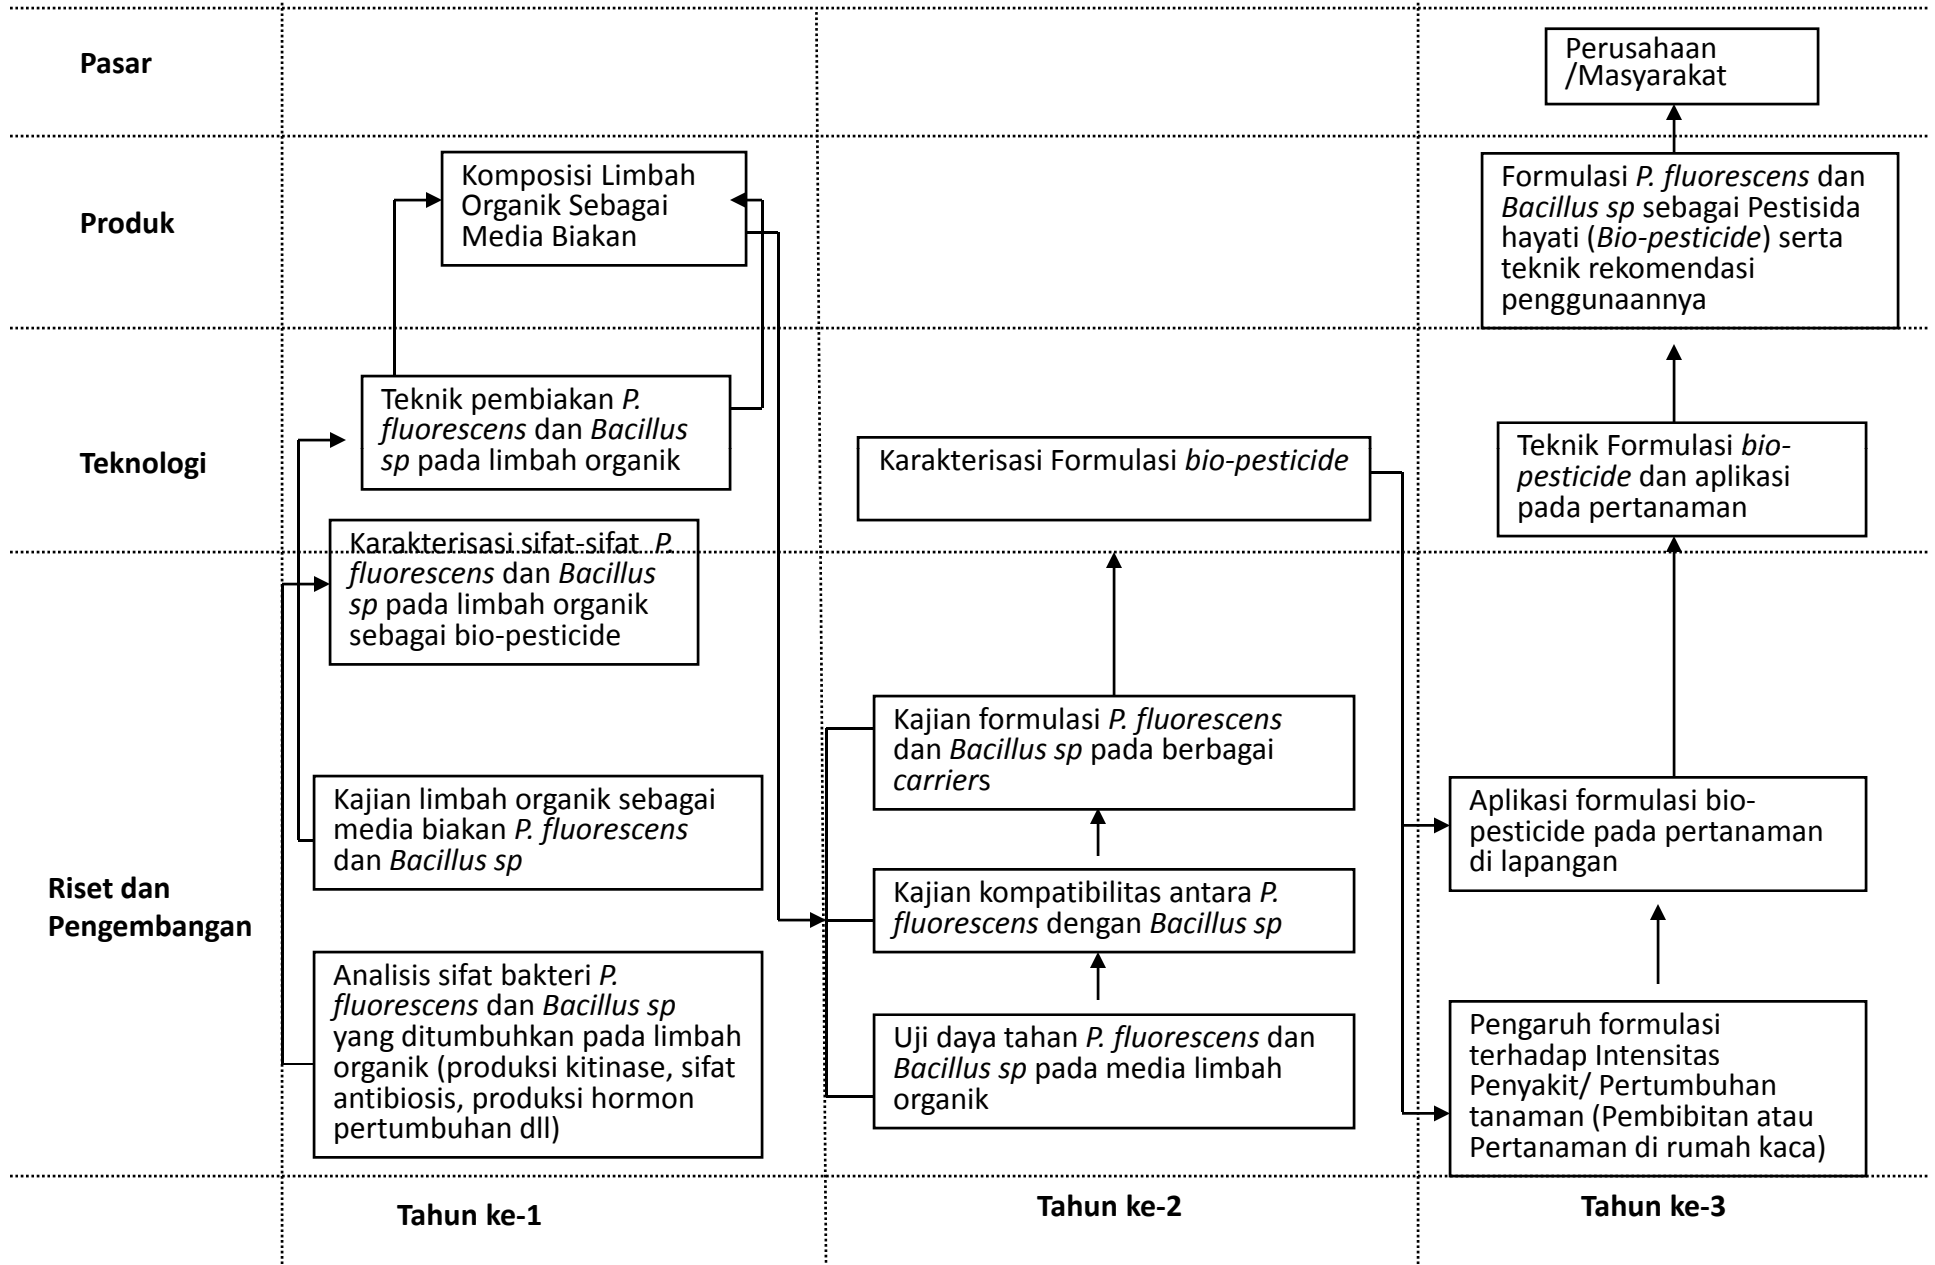 Pasar
Perusahaan
/Masyarakat
Produk
Komposisi Limbah
Organik Sebagai
Media Biakan
Formulasi P. fluorescens dan
Bacillus sp sebagai Pestisida
hayati (Bio-pesticide) serta
teknik rekomendasi
penggunaannya
Teknologi
Teknik pembiakan P.
fluorescens dan Bacillus
sp pada limbah organik
Karakterisasi sifat-sifat P.
fluorescens dan Bacillus
sp pada limbah organik
sebagai bio-pesticide
Karakterisasi Formulasi bio-pesticide
Teknik Formulasi bio-
pesticide dan aplikasi
pada pertanaman
Riset dan
Pengembangan
Kajian limbah organik sebagai
media biakan P. fluorescens
dan Bacillus sp
Analisis sifat bakteri P.
fluorescens dan Bacillus sp
yang ditumbuhkan pada limbah
organik (produksi kitinase, sifat
antibiosis, produksi hormon
pertumbuhan dll)
Kajian formulasi P. fluorescens
dan Bacillus sp pada berbagai
carriers
Kajian kompatibilitas antara P.
fluorescens dengan Bacillus sp
Uji daya tahan P. fluorescens dan
Bacillus sp pada media limbah
organik
Aplikasi formulasi bio-
pesticide pada pertanaman
di lapangan
Pengaruh formulasi
terhadap Intensitas
Penyakit/ Pertumbuhan
tanaman (Pembibitan atau
Pertanaman di rumah kaca)
Tahun ke-1
Tahun ke-2
Tahun ke-3